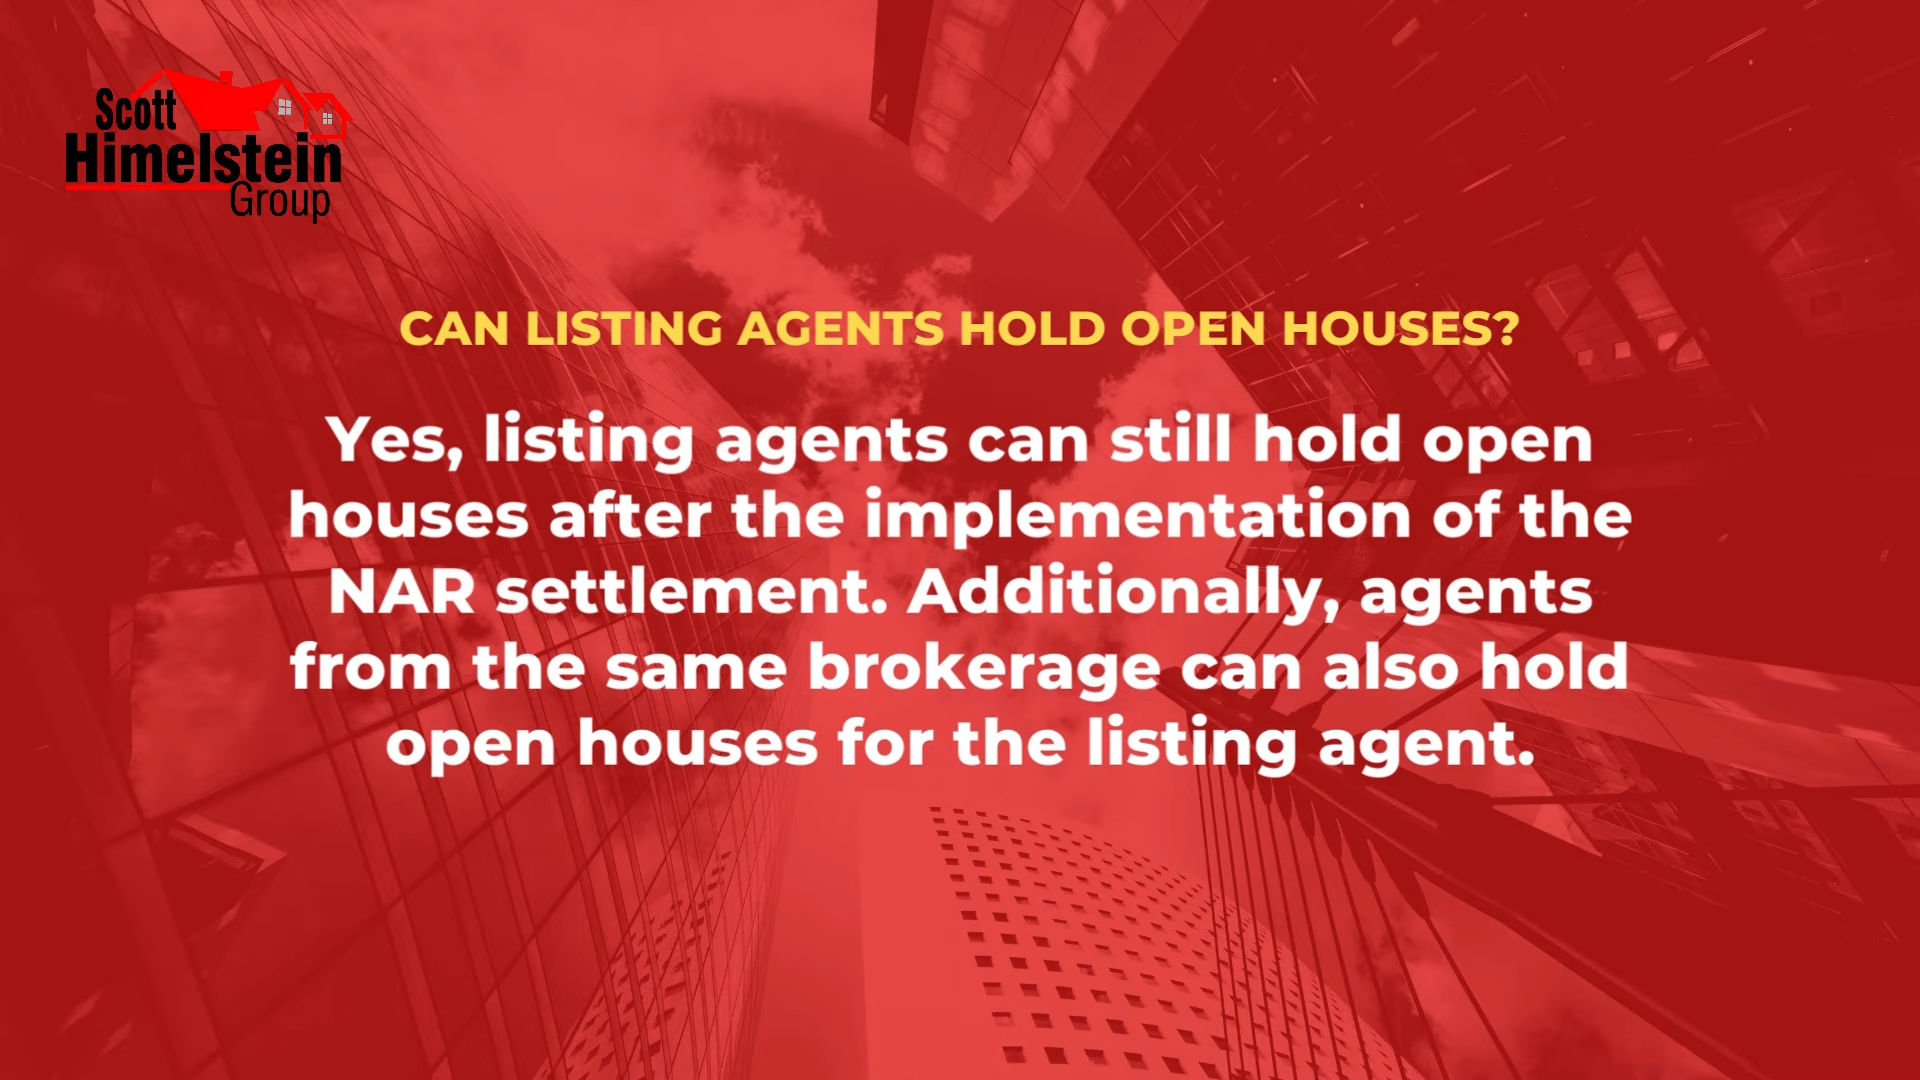 Scott
Himelstein
Group
CAN LISTING AGENTS HOLD OPEN HOUSES?
Yes, listing agents can still hold open
houses after the implementation of the
NAR settlement. Additionally, agents
from the same brokerage can also hold
open houses for the listing agent.